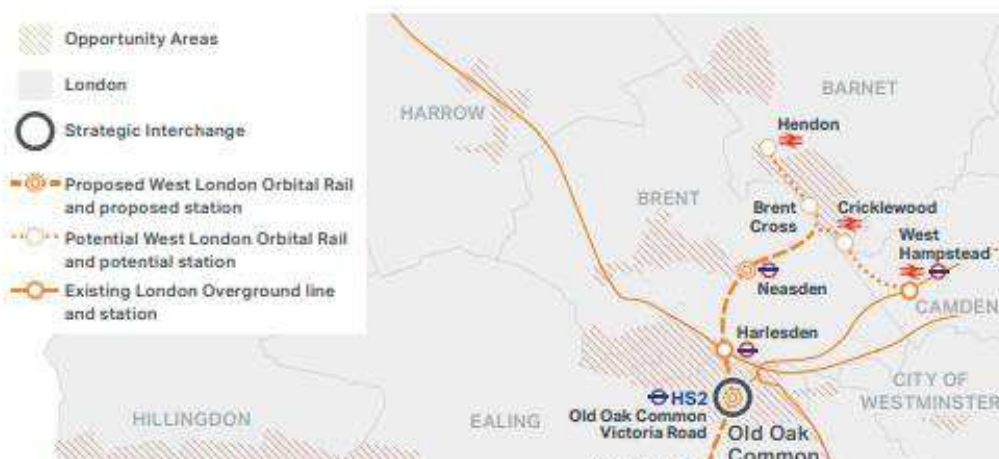 Opportunity Areas
London
Strategic Interchange
Proposed West London Orbital Rail
and proposed station
Potential West London Orbital Rail
and potential station
Existing London Overground line
and station
HARROW
BARNET
Hendon
BRENT
Brent
Cross
Cricklewood
West
Hampstead
Neasden
CAMDEN
Harlesden
CITY OF
WESTMINSTER
HS2
Old Oak Common
Victoria Road
Old Oak
Common
HILLINGDON
EALING